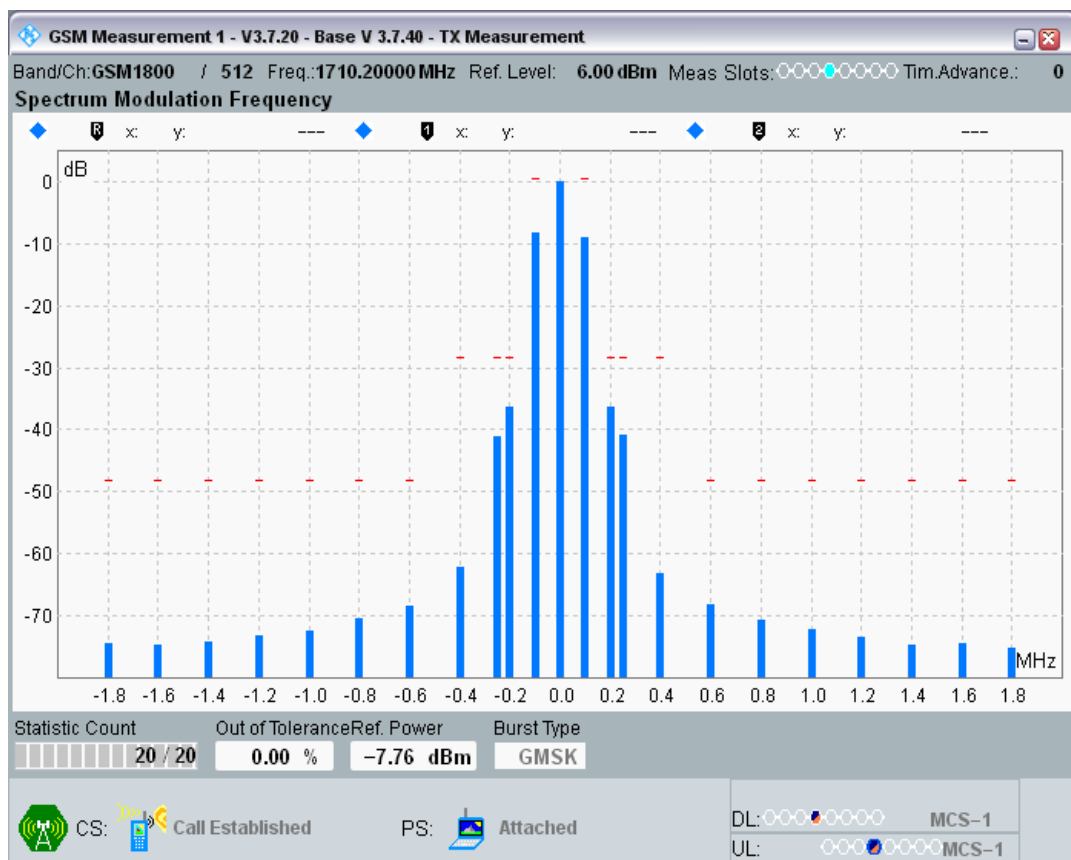 GSM Measurement 1 - V3.7.20 - Base V 3.7.40 - TX Measurement
Band/Ch:GSM1800 / 512 Freq.:1710.20000 MHz Ref. Level: 6.00 dBm Meas Slots: Tim.Advance.: 0
Spectrum Modulation Frequency
R x: y: --- 1 x: y: --- 2 x: y: ---
dB
0
-10
-20
-30
-40
-50
-60
-70
MHz
-1.8 -1.6 -1.4 -1.2 -1.0 -0.8 -0.6 -0.4 -0.2 0.0 0.2 0.4 0.6 0.8 1.0 1.2 1.4 1.6 1.8
Statistic Count Out of Tolerance Ref. Power Burst Type
20 / 20 0.00 % −7.76 dBm GMSK
CS: Call Established PS: Attached
DL: MCS−1
UL: MCS−1